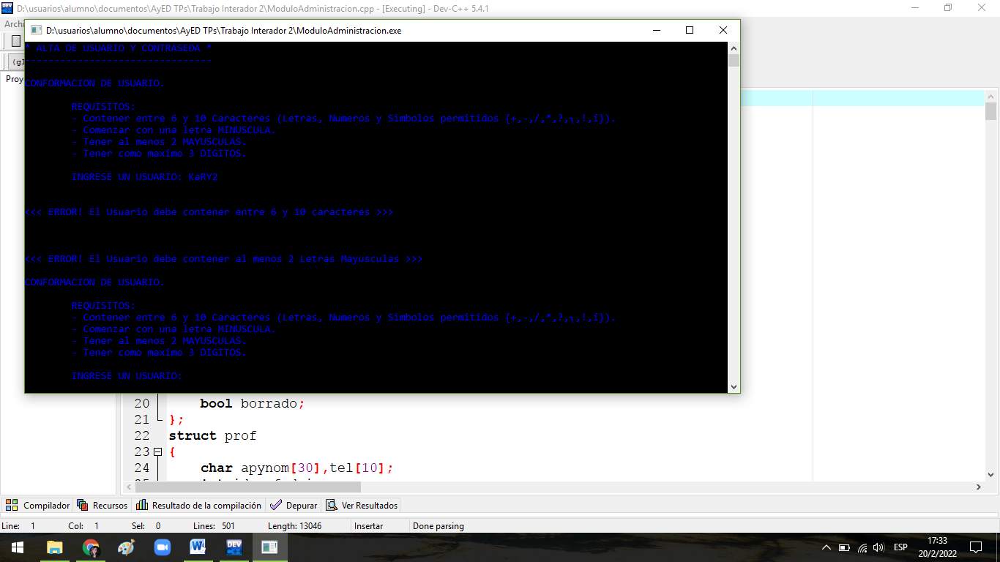 D:\usuarios\alumno\documentos\AyED TPs\Trabajo Interador 2\ModuloAdministracion.cpp - [Executing] - Dev-C++ 5.4.1
Archi
D:\usuarios\alumno\documentos\AyED TPs\Trabajo Interador 2\ModuloAdministracion.exe
(gl
Proy
* ALTA DE USUARIO Y CONTRASEÐA *
--------------------------------
CONFORMACION DE USUARIO.
REQUISITOS:
- Contener entre 6 y 10 Caracteres (Letras, Numeros y Simbolos permitidos {+,-,/,*,?,┐,!,í}).
- Comenzar con una letra MINUSCULA.
- Tener al menos 2 MAYUSCULAS.
- Tener como maximo 3 DIGITOS.
INGRESE UN USUARIO: KaRY2
<<< ERROR! El Usuario debe contener entre 6 y 10 caracteres >>>
<<< ERROR! El Usuario debe contener al menos 2 Letras Mayusculas >>>
CONFORMACION DE USUARIO.
REQUISITOS:
- Contener entre 6 y 10 Caracteres (Letras, Numeros y Simbolos permitidos {+,-,/,*,?,┐,!,í}).
- Comenzar con una letra MINUSCULA.
- Tener al menos 2 MAYUSCULAS.
- Tener como maximo 3 DIGITOS.
INGRESE UN USUARIO:
20 bool borrado;
21 };
22 struct prof
23 {
24 char apynom[30],tel[10];
Compilador Recursos Resultado de la compilación Depurar Ver Resultados
Line: 1 Col: 1 Sel: 0 Lines: 501 Length: 13046 Insertar Done parsing
DEV
ESP
17:33
20/2/2022